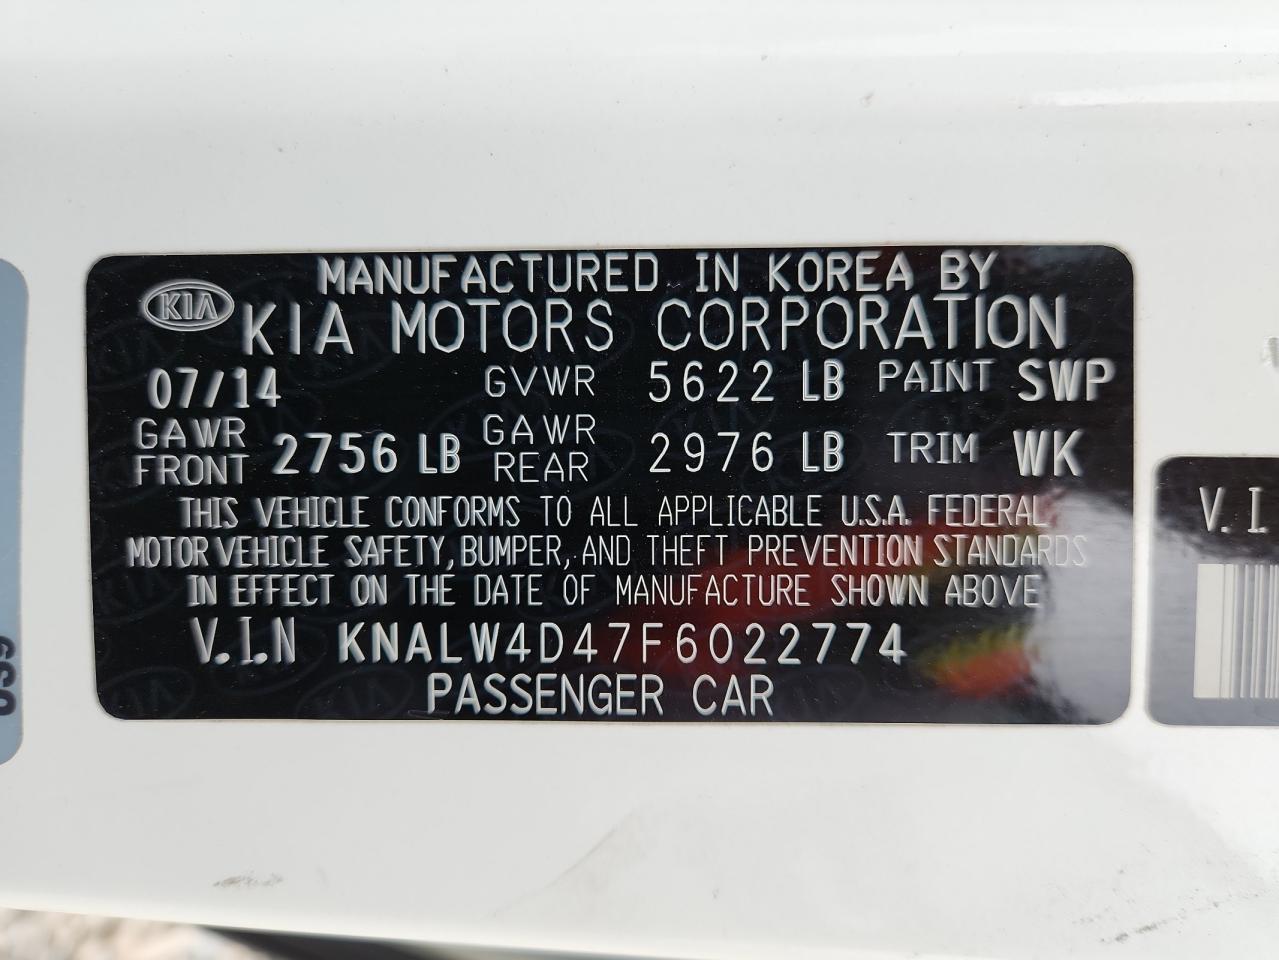 MANUFACTURED IN KOREA BY
KIA
KIA MOTORS CORPORATION
07/14 GVWR 5622 LB PAINT SWP
GAWR FRONT 2756 LB GAWR REAR 2976 LB TRIM WK
THIS VEHICLE CONFORMS TO ALL APPLICABLE U.S.A. FEDERAL
MOTOR VEHICLE SAFETY, BUMPER, AND THEFT PREVENTION STANDARDS
IN EFFECT ON THE DATE OF MANUFACTURE SHOWN ABOVE
V.I.N KNALW4D47F6022774
PASSENGER CAR
V.I.